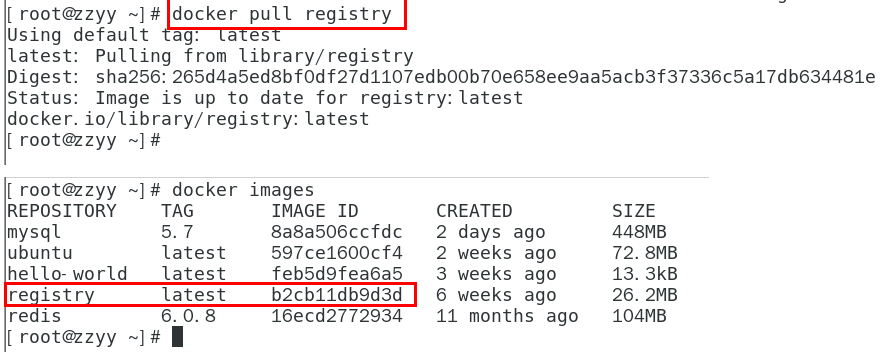 [root@zzyy ~]# docker pull registry
Using default tag: latest
latest: Pulling from library/registry
Digest: sha256:265d4a5ed8bf0df27d1107edb00b70e658ee9aa5acb3f37336c5a17db634481e
Status: Image is up to date for registry:latest
docker.io/library/registry:latest
[root@zzyy ~]#
[root@zzyy ~]# docker images
REPOSITORY TAG IMAGE ID CREATED SIZE
mysql 5.7 8a8a506ccfdc 2 days ago 448MB
ubuntu latest 597ce1600cf4 2 weeks ago 72.8MB
hello-world latest feb5d9fea6a5 3 weeks ago 13.3kB
registry latest b2cb11db9d3d 6 weeks ago 26.2MB
redis 6.0.8 16ecd2772934 11 months ago 104MB
[root@zzyy ~]#